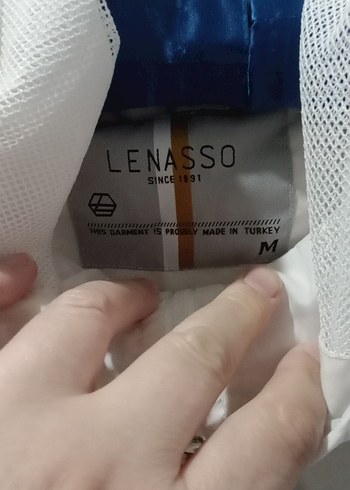 LENASSO
SINCE 1991
THIS GARMENT IS PROUDLY MADE IN TURKEY
M